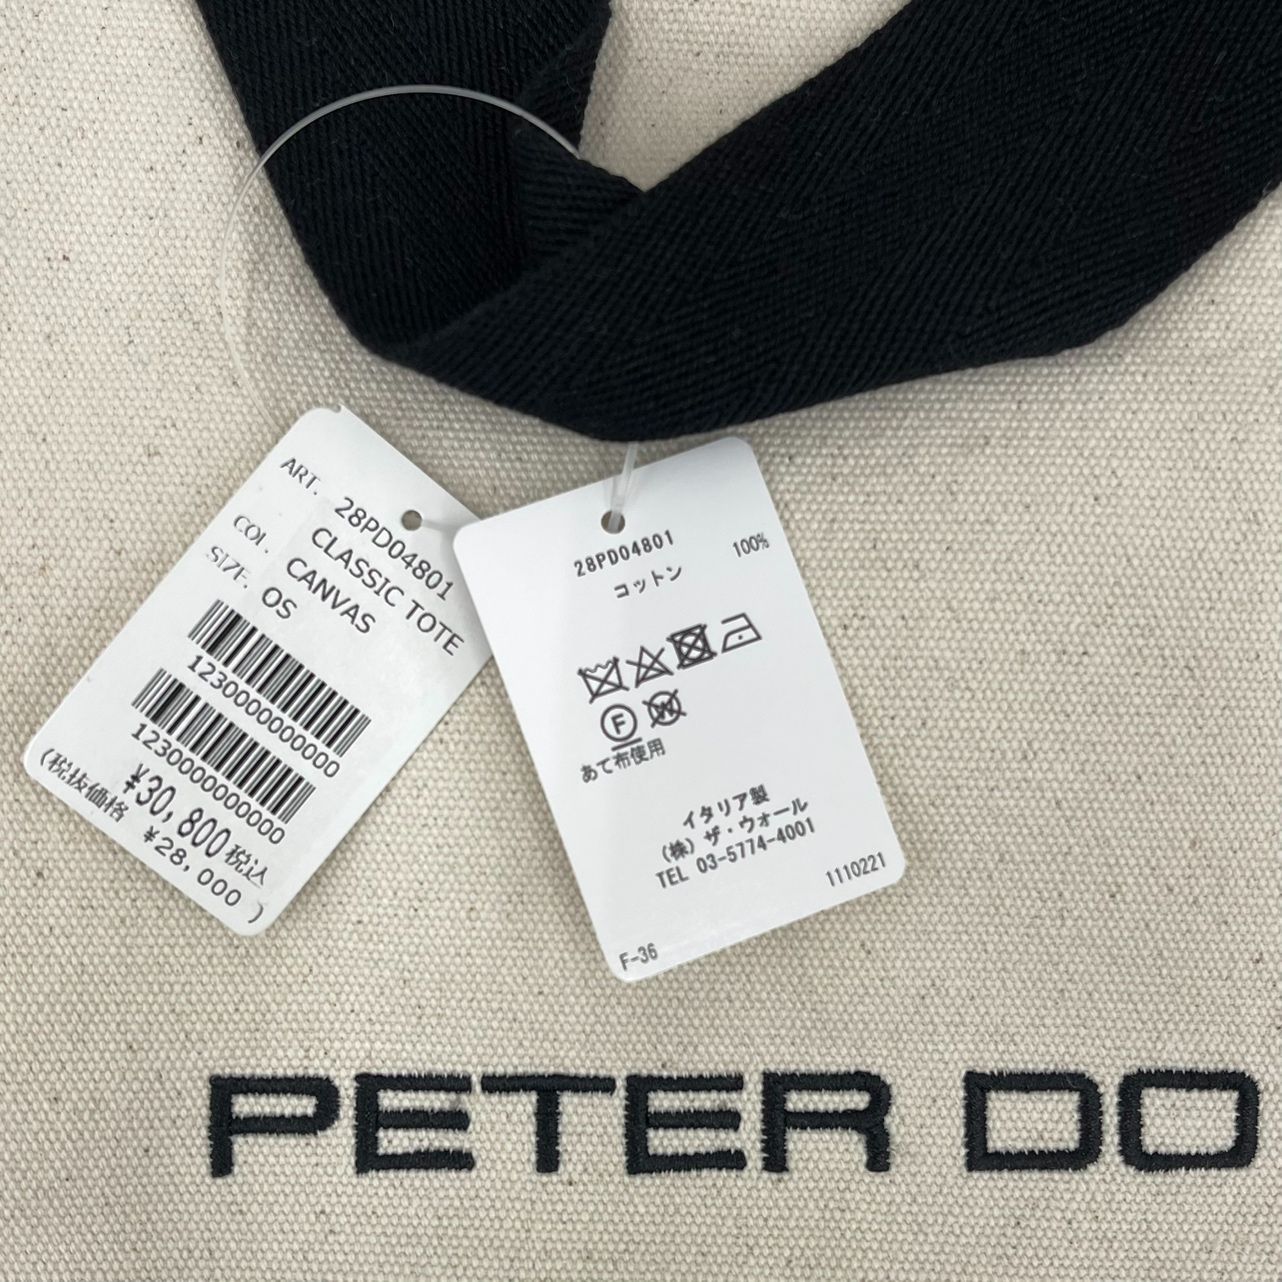 ART. 28PD04801
CLASSIC TOTE
COL. CANVAS
SIZE. OS
1230000000000
1230000000000
¥30,800税込
(税抜価格 ¥28,000 )
28PD04801
コットン 100%
F W
あて布使用
イタリア製
(株) ザ・ウォール
TEL 03-5774-4001
1110221
F-36
PETER DO